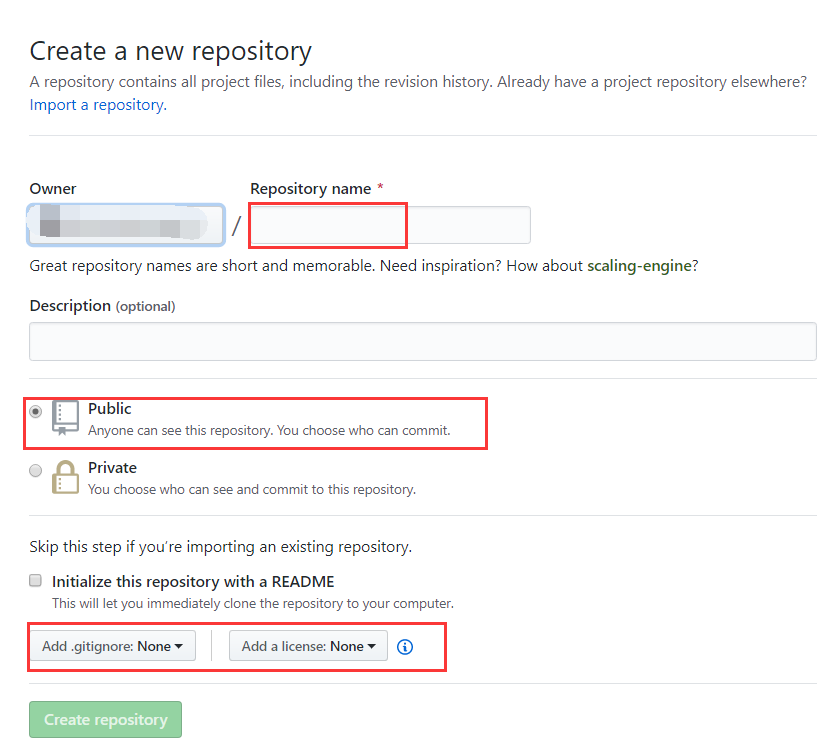 Create a new repository
A repository contains all project files, including the revision history. Already have a project repository elsewhere?
Import a repository.
Owner
Repository name *
/
Great repository names are short and memorable. Need inspiration? How about scaling-engine?
Description (optional)
Public
Anyone can see this repository. You choose who can commit.
Private
You choose who can see and commit to this repository.
Skip this step if you’re importing an existing repository.
Initialize this repository with a README
This will let you immediately clone the repository to your computer.
Add .gitignore: None
Add a license: None
Create repository